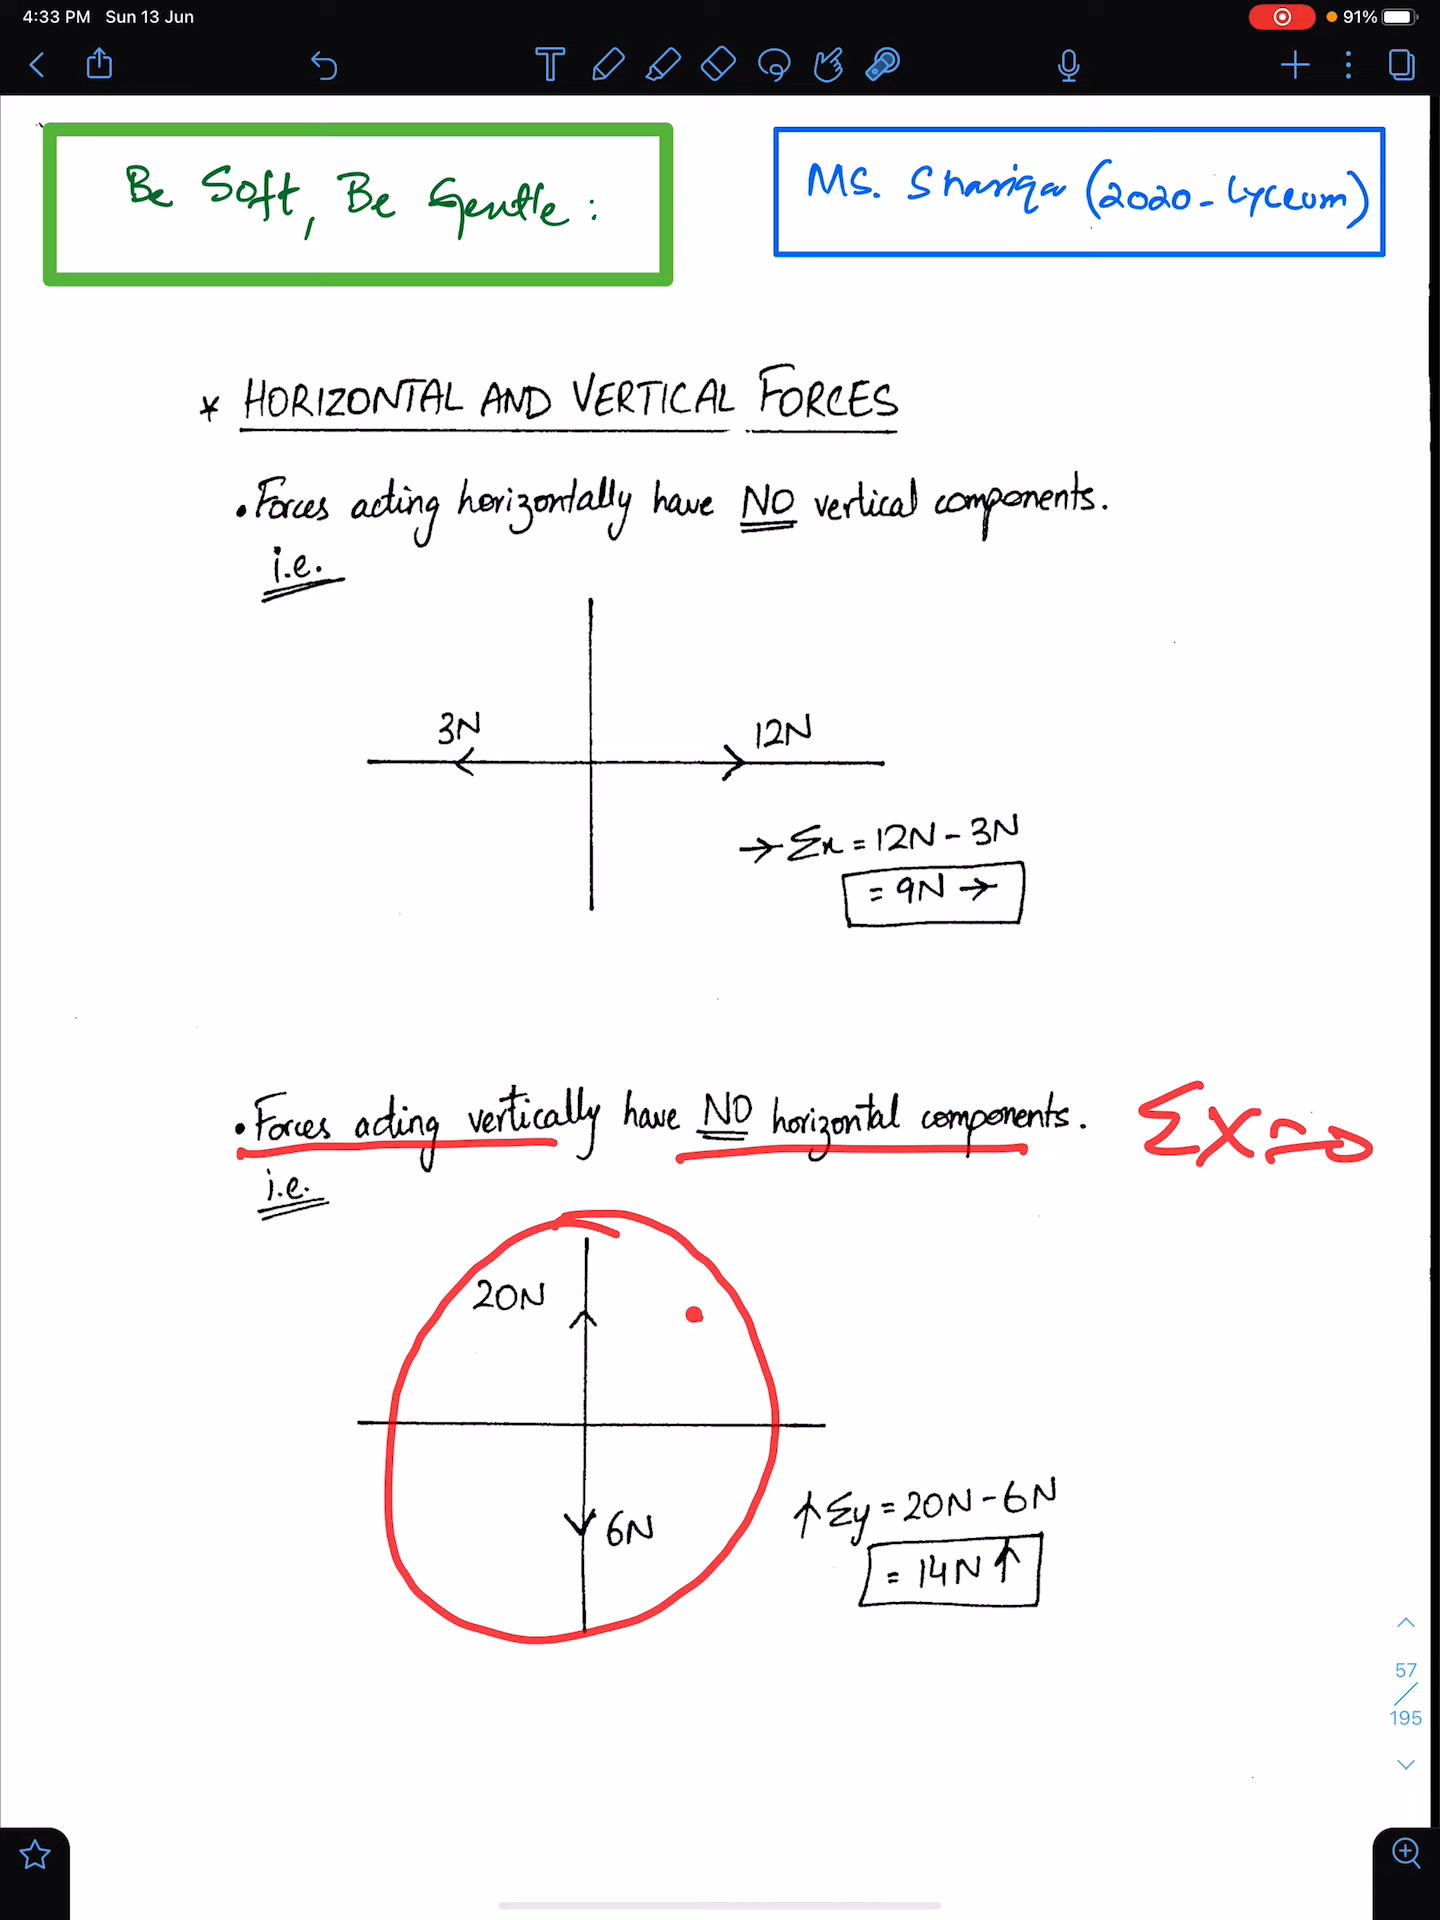 4:33 PM Sun 13 Jun
91%
Be Soft, Be Gentle:
MS. Shariqa (2020-Lyceum)
* HORIZONTAL AND VERTICAL FORCES
• Forces acting horizontally have NO vertical components.
i.e.
3N
12N
→ Σx = 12N - 3N
= 9N →
• Forces acting vertically have NO horizontal components.
ΣX=0
i.e.
20N
6N
↑ Σy = 20N - 6N
= 14N ↑
57
/
195